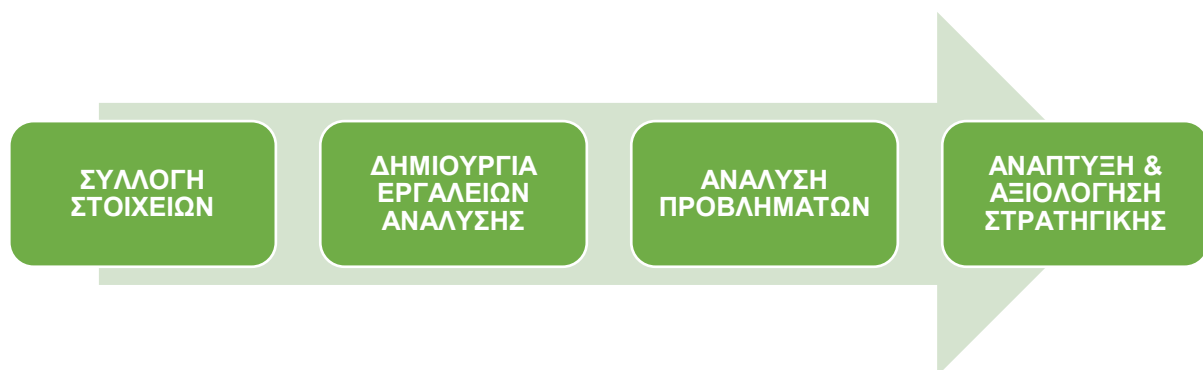 ΣΥΛΛΟΓΗ
ΣΤΟΙΧΕΙΩΝ
ΔΗΜΙΟΥΡΓΙΑ
ΕΡΓΑΛΕΙΩΝ
ΑΝΑΛΥΣΗΣ
ΑΝΑΛΥΣΗ
ΠΡΟΒΛΗΜΑΤΩΝ
ΑΝΑΠΤΥΞΗ &
ΑΞΙΟΛΟΓΗΣΗ
ΣΤΡΑΤΗΓΙΚΗΣ